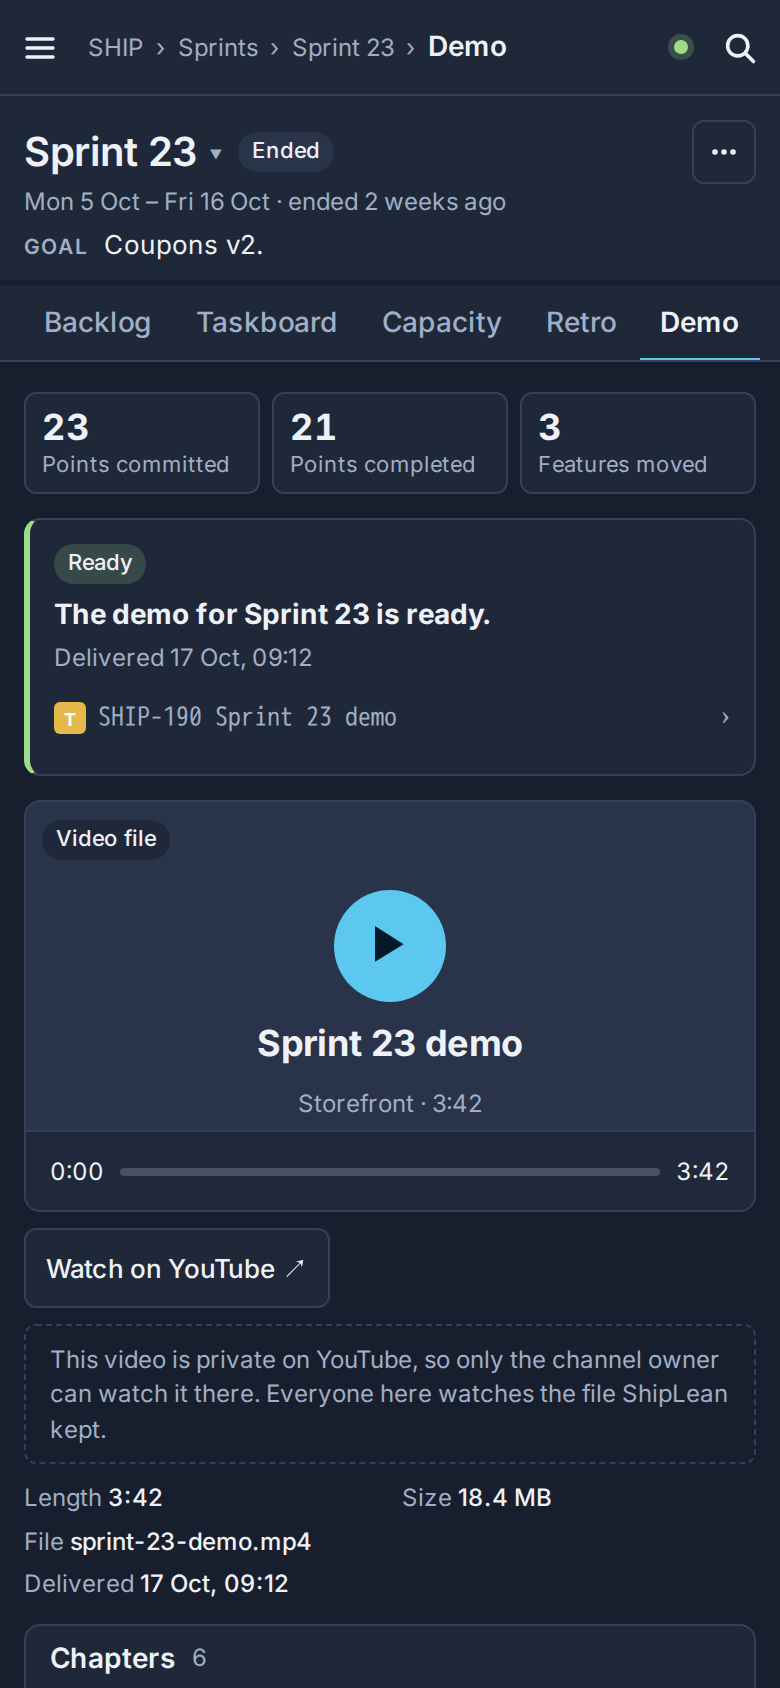 SHIP › Sprints › Sprint 23 › Demo
Sprint 23 ▾ Ended
Mon 5 Oct – Fri 16 Oct · ended 2 weeks ago
GOAL Coupons v2.
Backlog Taskboard Capacity Retro Demo
23 21 3
Points committed Points completed Features moved
Ready
The demo for Sprint 23 is ready.
Delivered 17 Oct, 09:12
T SHIP-190 Sprint 23 demo ›
Video file
Sprint 23 demo
Storefront · 3:42
0:00 3:42
Watch on YouTube ↗
This video is private on YouTube, so only the channel owner
can watch it there. Everyone here watches the file ShipLean
kept.
Length 3:42 Size 18.4 MB
File sprint-23-demo.mp4
Delivered 17 Oct, 09:12
Chapters 6